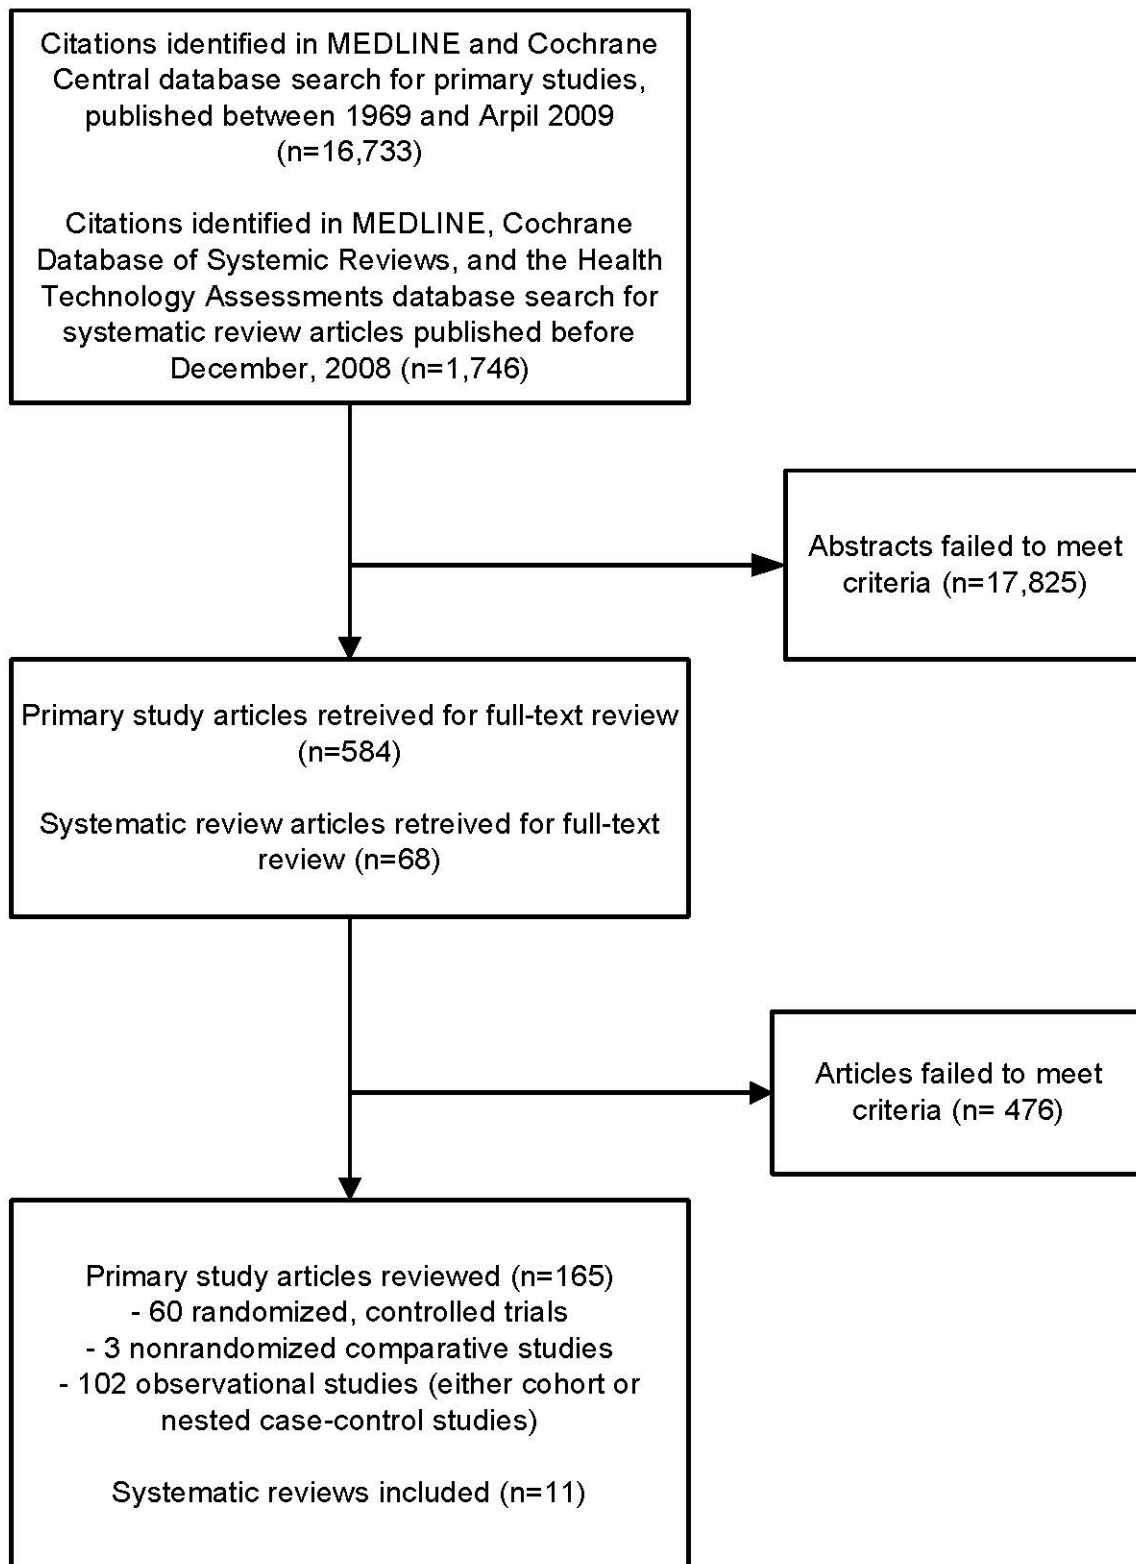 Citations identified in MEDLINE and Cochrane
Central database search for primary studies,
published between 1969 and Arpil 2009
(n=16,733)
Citations identified in MEDLINE, Cochrane
Database of Systemic Reviews, and the Health
Technology Assessments database search for
systematic review articles published before
December, 2008 (n=1,746)
Abstracts failed to meet
criteria (n=17,825)
Primary study articles retreived for full-text review
(n=584)
Systematic review articles retreived for full-text
review (n=68)
Articles failed to meet
criteria (n= 476)
Primary study articles reviewed (n=165)
- 60 randomized, controlled trials
- 3 nonrandomized comparative studies
- 102 observational studies (either cohort or
nested case-control studies)
Systematic reviews included (n=11)